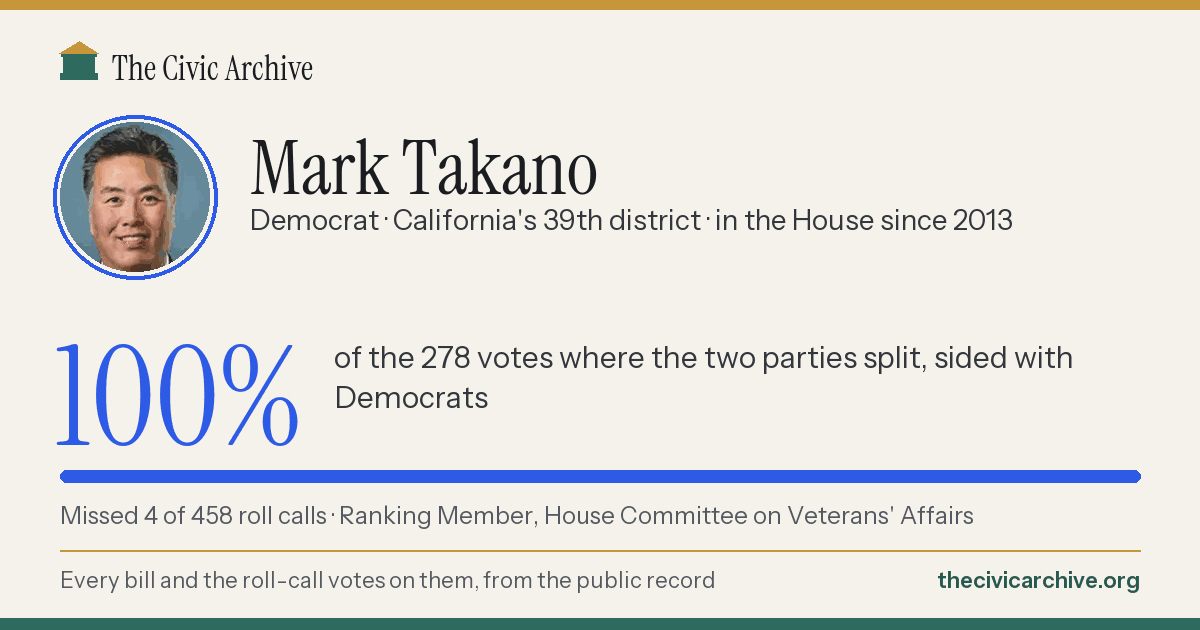 The Civic Archive
Mark Takano
Democrat · California's 39th district · in the House since 2013
100%
of the 278 votes where the two parties split, sided with
Democrats
Missed 4 of 458 roll calls · Ranking Member, House Committee on Veterans' Affairs
Every bill and the roll-call votes on them, from the public record
thecivicarchive.org